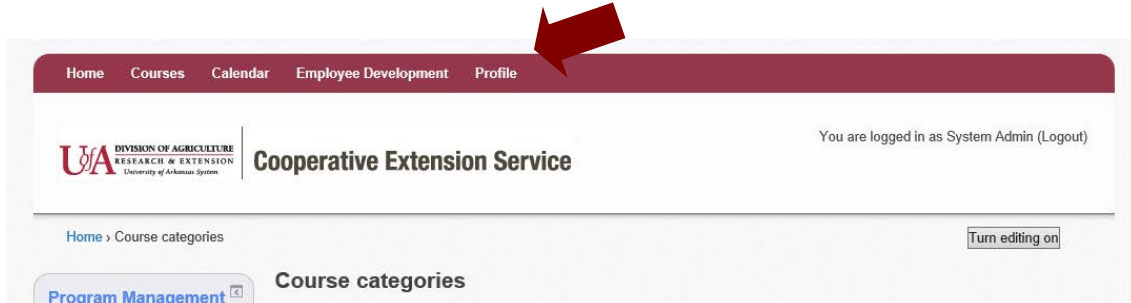 Home Courses Calendar Employee Development Profile
You are logged in as System Admin (Logout)
UofA DIVISION OF AGRICULTURE
RESEARCH & EXTENSION
University of Arkansas System
Cooperative Extension Service
Home › Course categories
Turn editing on
Program Management
Course categories